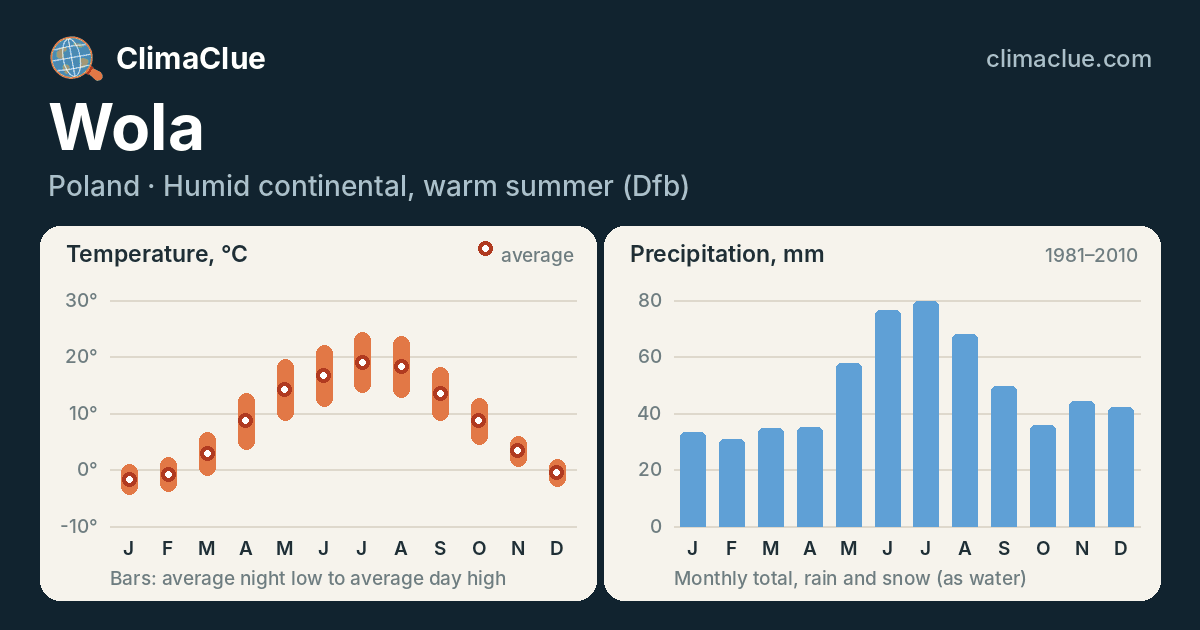 ClimaClue
climaclue.com
Wola
Poland · Humid continental, warm summer (Dfb)
Temperature, °C
average
30°
20°
10°
0°
-10°
J F M A M J J A S O N D
Bars: average night low to average day high
Precipitation, mm
1981–2010
80
60
40
20
0
J F M A M J J A S O N D
Monthly total, rain and snow (as water)